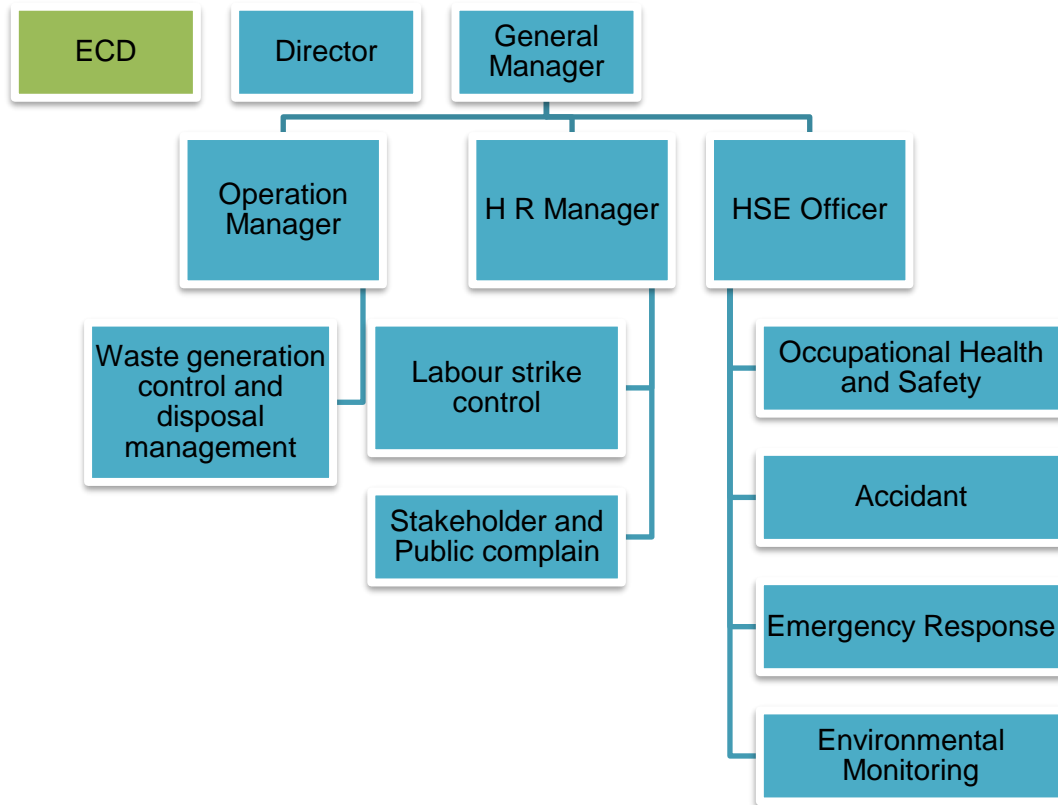 ECD
Director
General
Manager
Operation
Manager
H R Manager
HSE Officer
Waste generation
control and
disposal
management
Labour strike
control
Stakeholder and
Public complain
Occupational Health
and Safety
Accidant
Emergency Response
Environmental
Monitoring